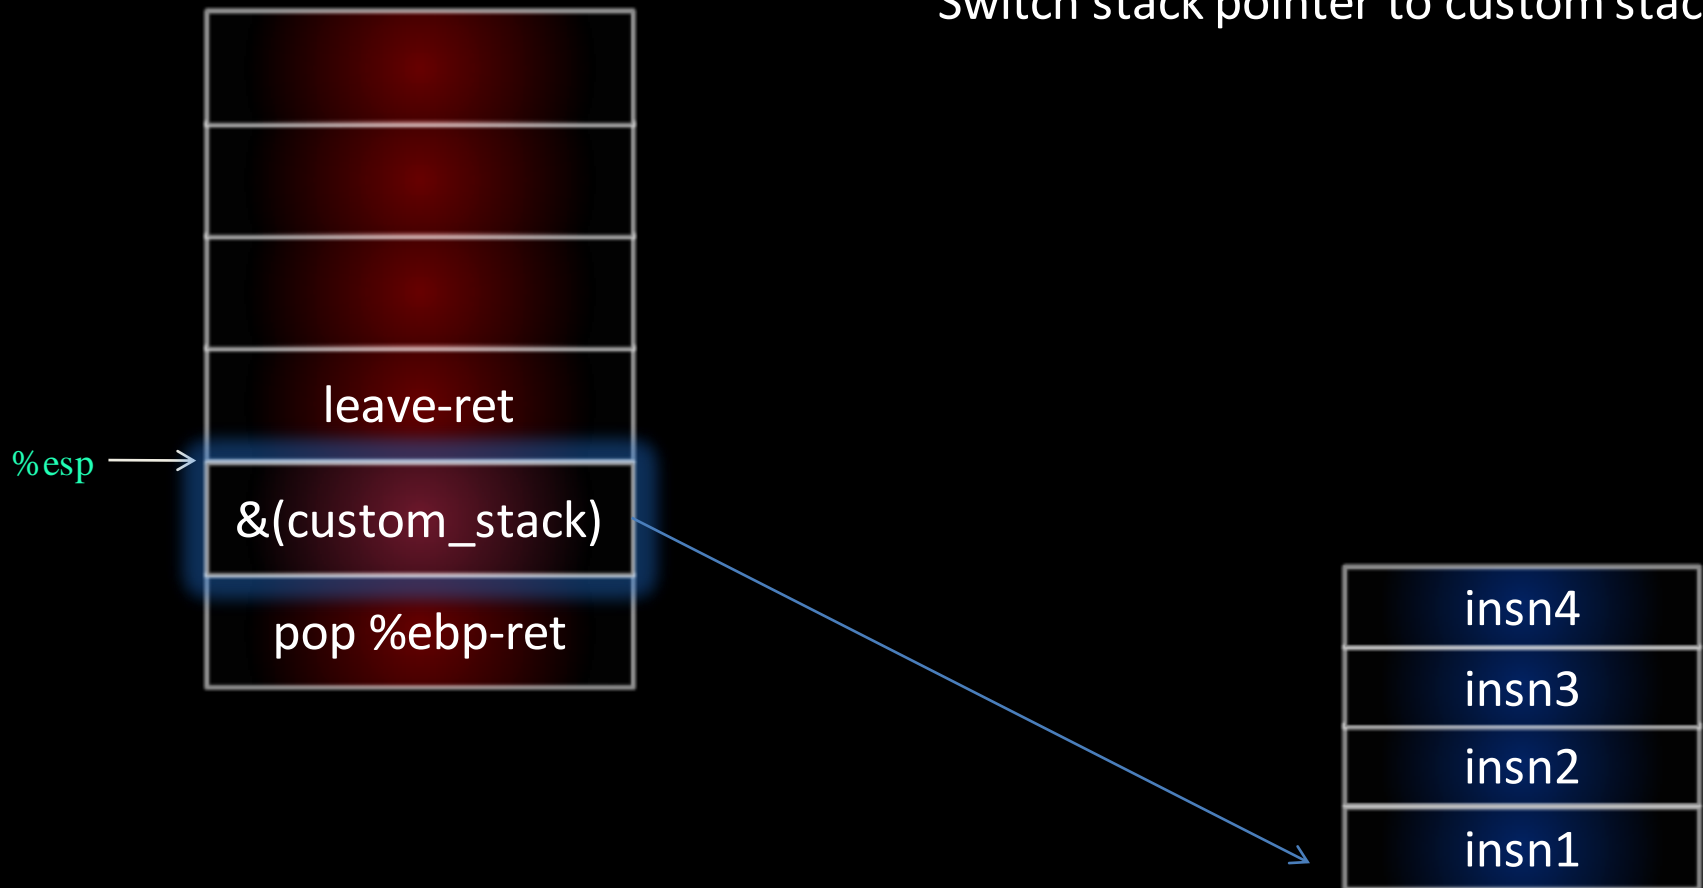 Switch stack pointer to custom stac
leave-ret
%esp
&(custom_stack)
pop %ebp-ret
insn4
insn3
insn2
insn1